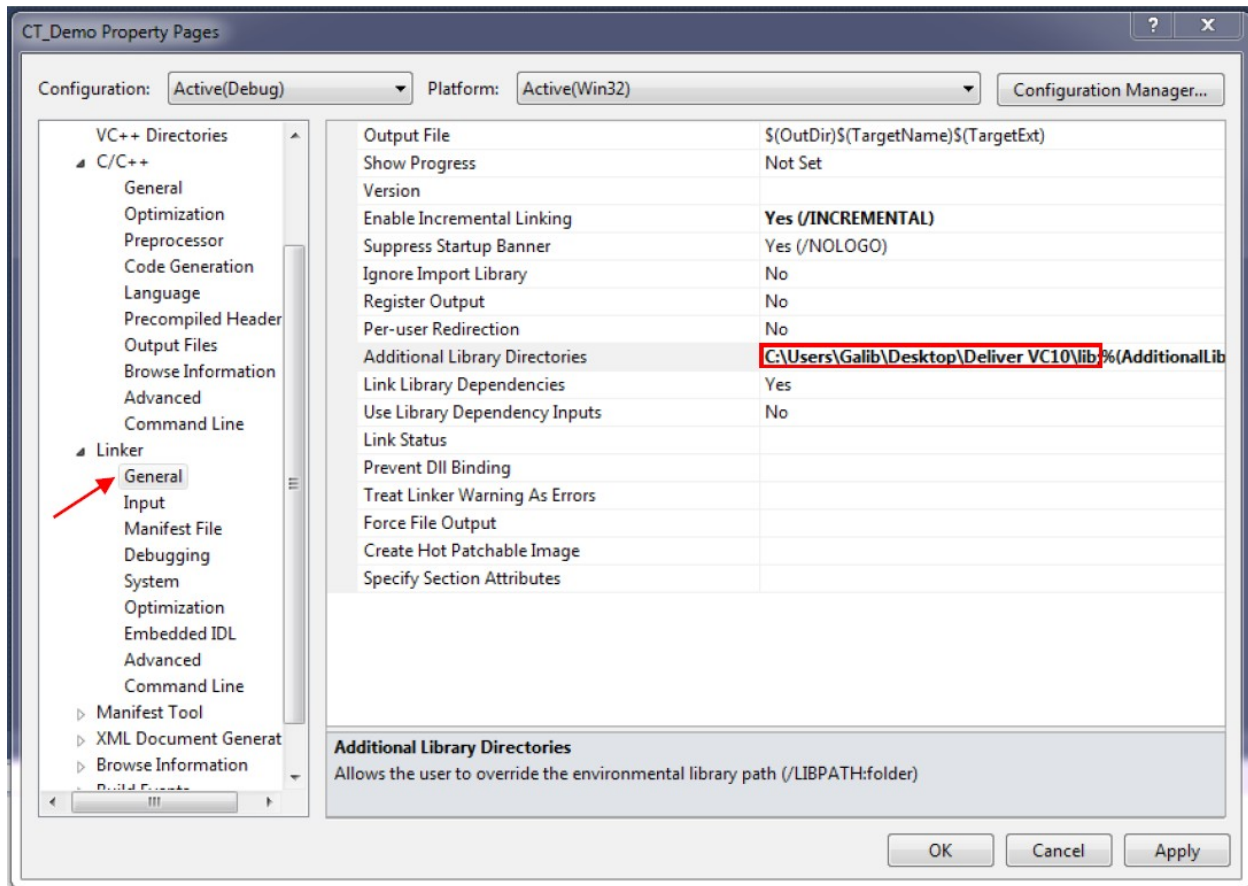 CT_Demo Property Pages
Configuration: Active(Debug) Platform: Active(Win32) Configuration Manager...
VC++ Directories
C/C++
General
Optimization
Preprocessor
Code Generation
Language
Precompiled Header
Output Files
Browse Information
Advanced
Command Line
Linker
General
Input
Manifest File
Debugging
System
Optimization
Embedded IDL
Advanced
Command Line
Manifest Tool
XML Document Generat
Browse Information
Build Events
Output File $(OutDir)$(TargetName)$(TargetExt)
Show Progress Not Set
Version
Enable Incremental Linking Yes (/INCREMENTAL)
Suppress Startup Banner Yes (/NOLOGO)
Ignore Import Library No
Register Output No
Per-user Redirection No
Additional Library Directories C:\Users\Galib\Desktop\Deliver VC10\lib;%(AdditionalLib
Link Library Dependencies Yes
Use Library Dependency Inputs No
Link Status
Prevent Dll Binding
Treat Linker Warning As Errors
Force File Output
Create Hot Patchable Image
Specify Section Attributes
Additional Library Directories
Allows the user to override the environmental library path (/LIBPATH:folder)
OK Cancel Apply